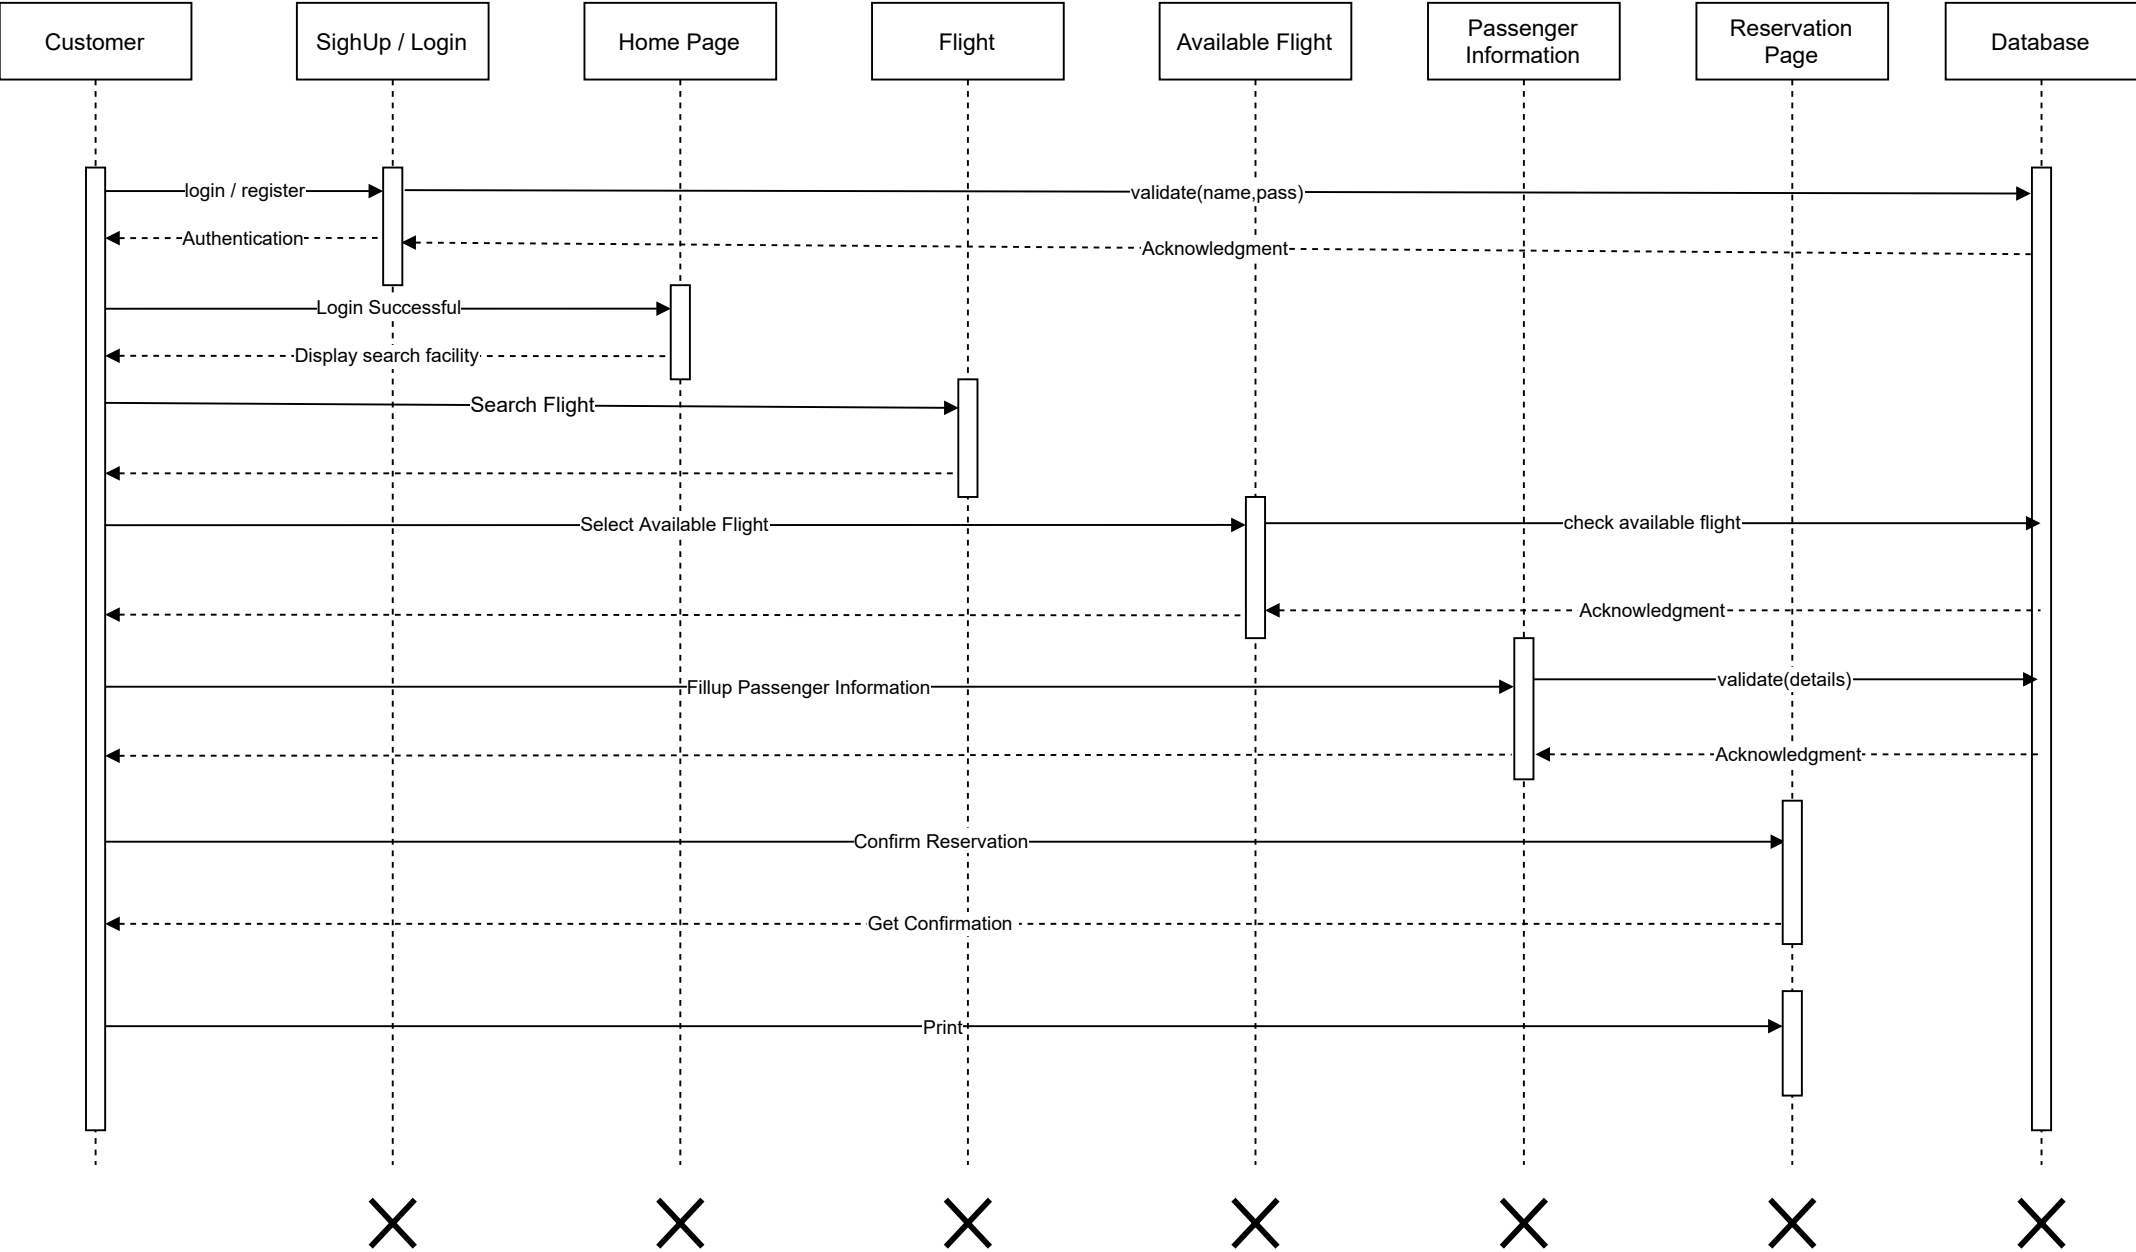 Customer
SighUp / Login
Home Page
Flight
Available Flight
Passenger
Information
Reservation
Page
Database
login / register
validate(name,pass)
Authentication
Acknowledgment
Login Successful
Display search facility
Search Flight
Select Available Flight
check available flight
Acknowledgment
Fillup Passenger Information
validate(details)
Acknowledgment
Confirm Reservation
Get Confirmation
Print